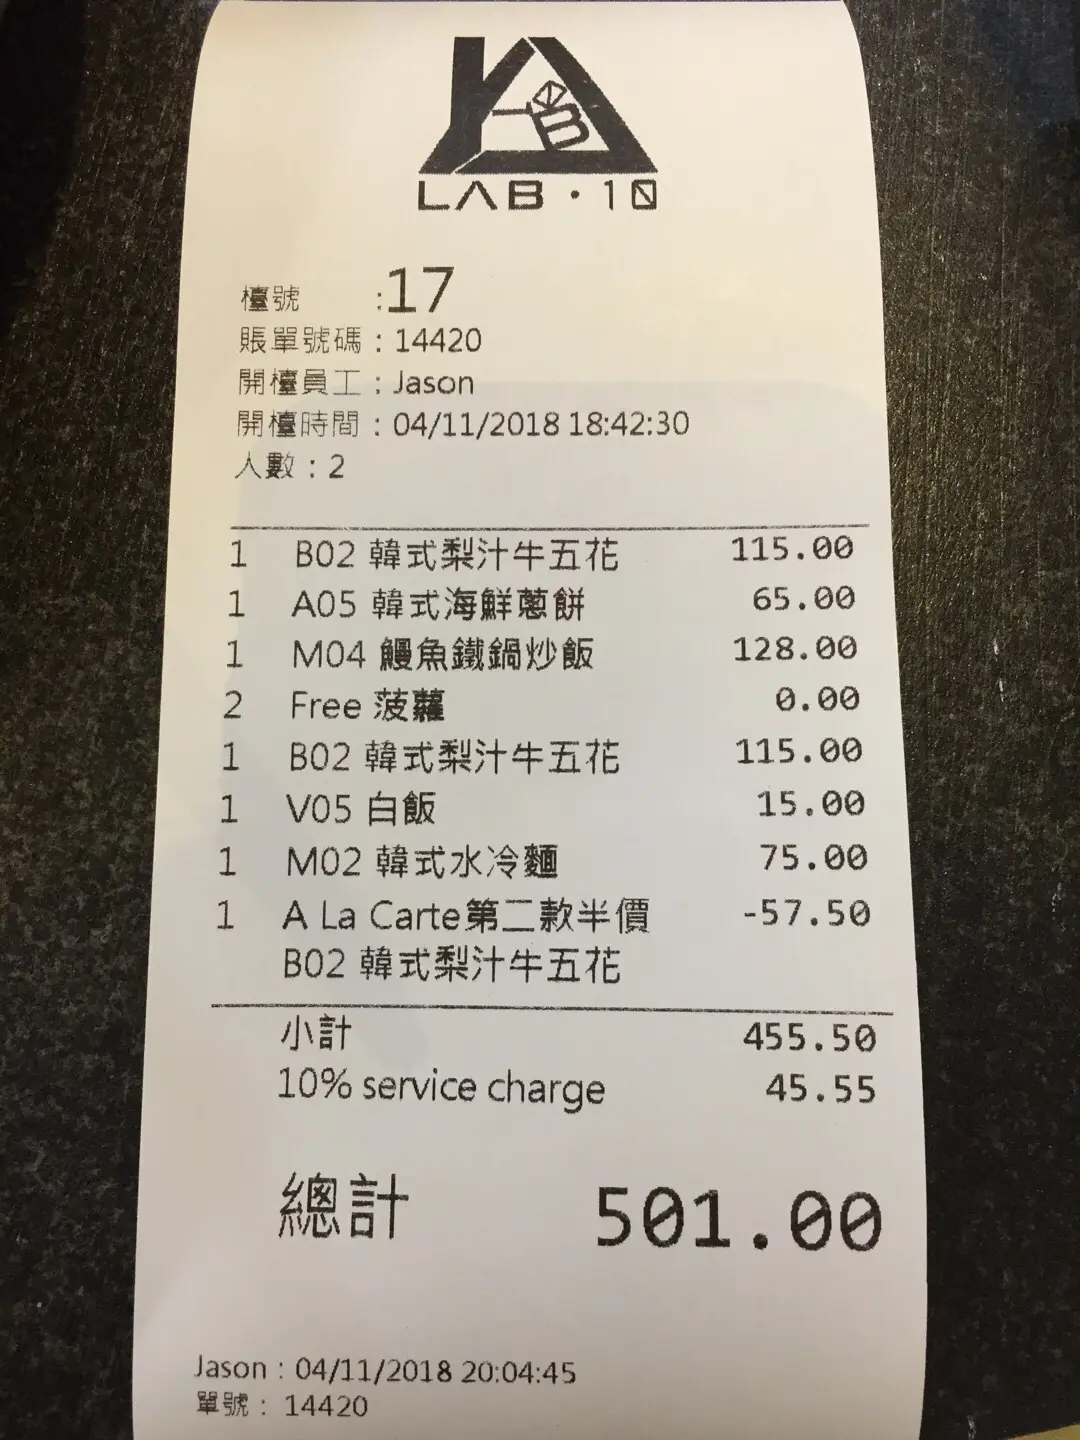 LAB·10
檯號 :17
賬單號碼 : 14420
開檯員工 : Jason
開檯時間 : 04/11/2018 18:42:30
人數 : 2
1 B02 韓式梨汁牛五花 115.00
1 A05 韓式海鮮蔥餅 65.00
1 M04 鰻魚鐵鍋炒飯 128.00
2 Free 菠蘿 0.00
1 B02 韓式梨汁牛五花 115.00
1 V05 白飯 15.00
1 M02 韓式水冷麵 75.00
1 A La Carte第二款半價 -57.50
B02 韓式梨汁牛五花
小計 455.50
10% service charge 45.55
總計 501.00
Jason : 04/11/2018 20:04:45
單號 : 14420